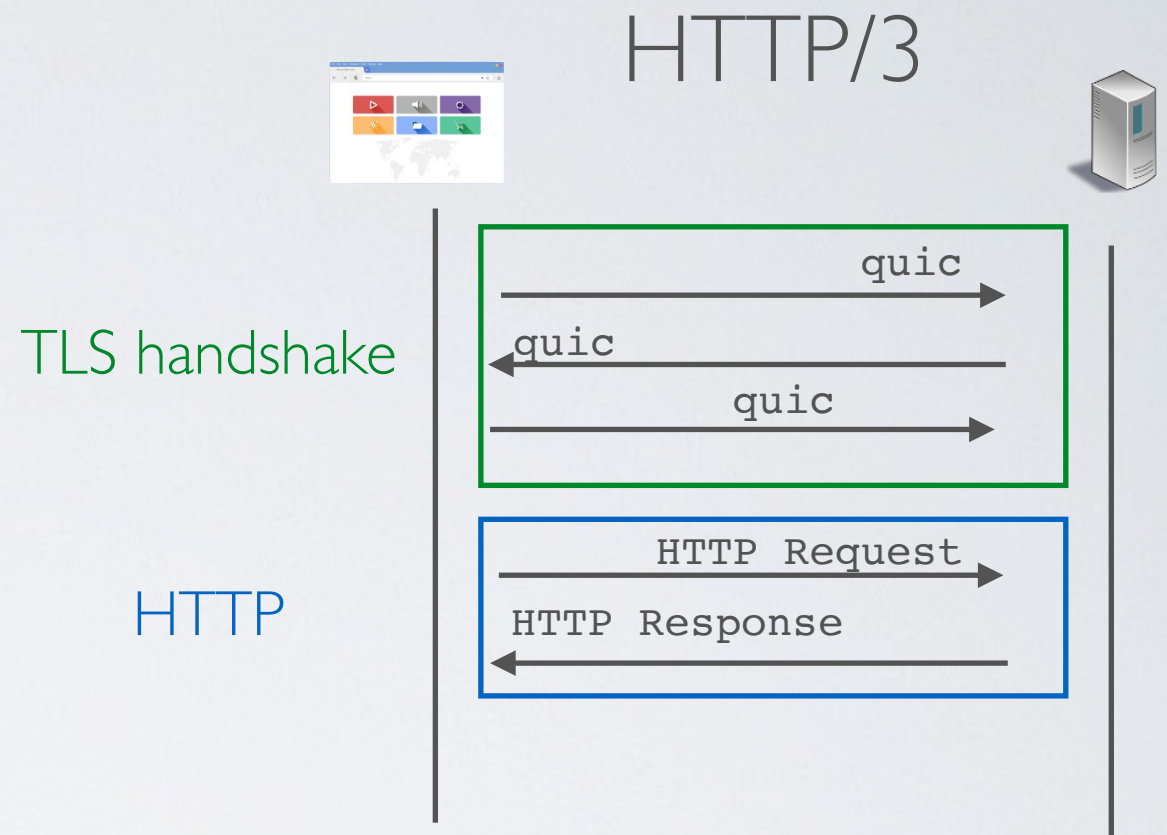 HTTP/3
quic
TLS handshake
quic
quic
HTTP Request
HTTP
HTTP Response